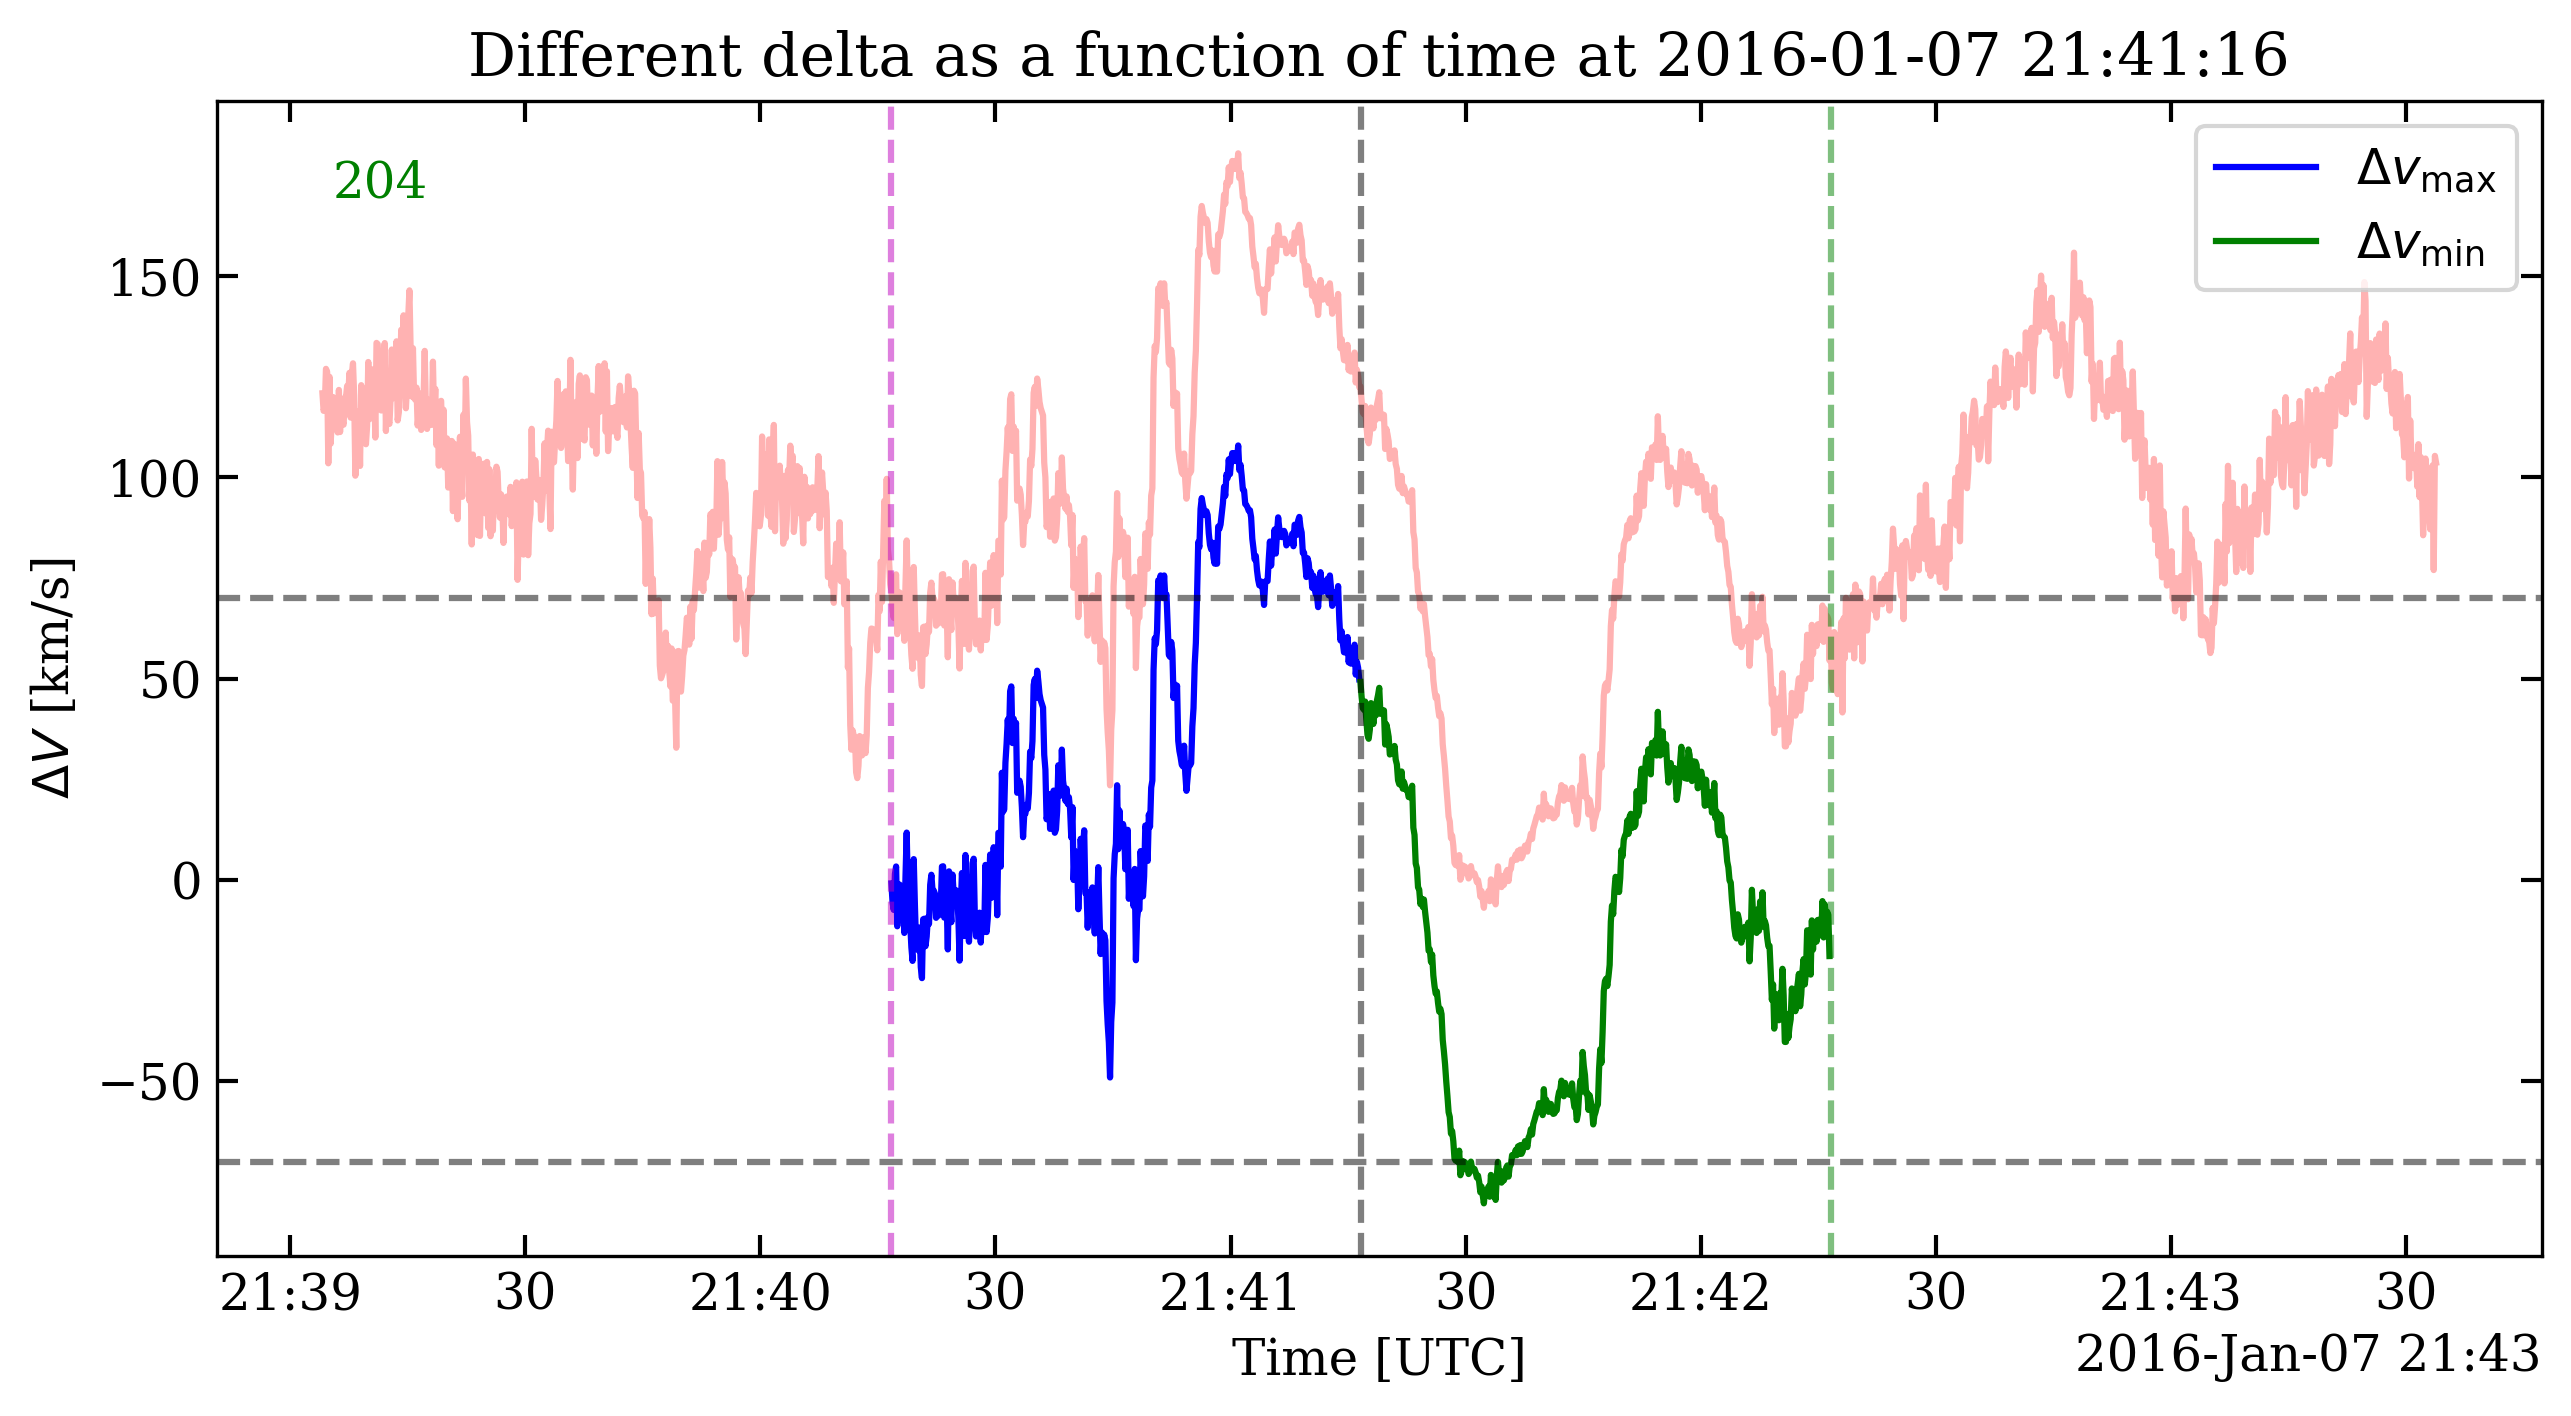 Different delta as a function of time at 2016-01-07 21:41:16
204
Δv_max
Δv_min
150
100
50
0
−50
ΔV [km/s]
21:39 30 21:40 30 21:41 30 21:42 30 21:43 30
Time [UTC]
2016-Jan-07 21:43